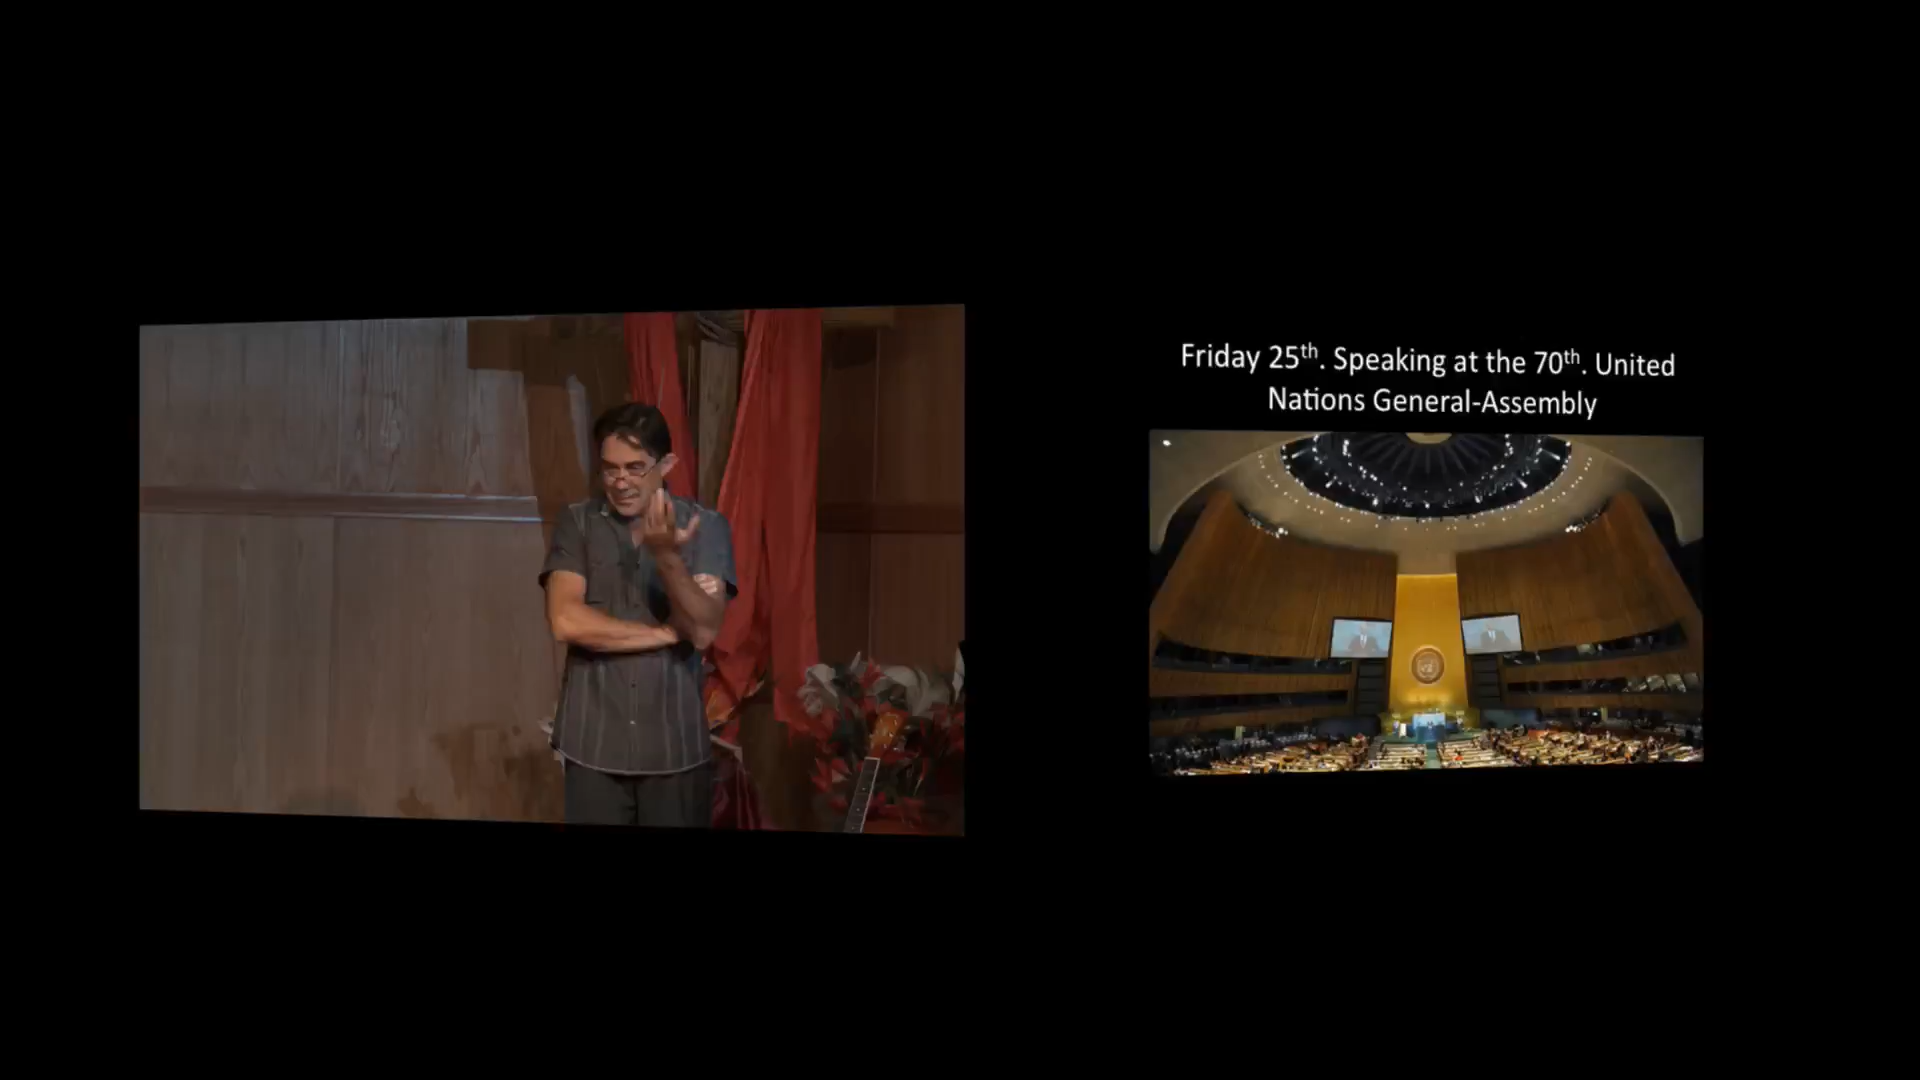 Friday 25th. Speaking at the 70th. United
Nations General-Assembly